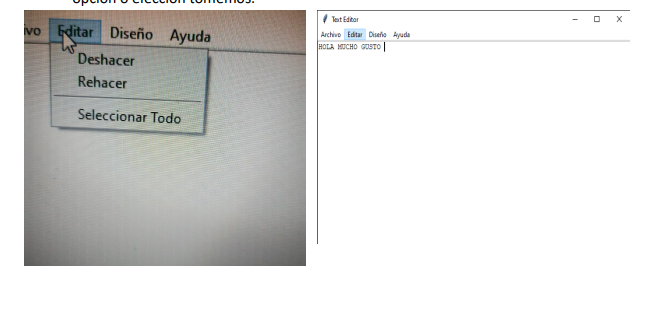 opción o elección tomemos.
ivo Editar Diseño Ayuda
Deshacer
Rehacer
Seleccionar Todo
Text Editor
Archivo Editar Diseño Ayuda
HOLA MUCHO GUSTO